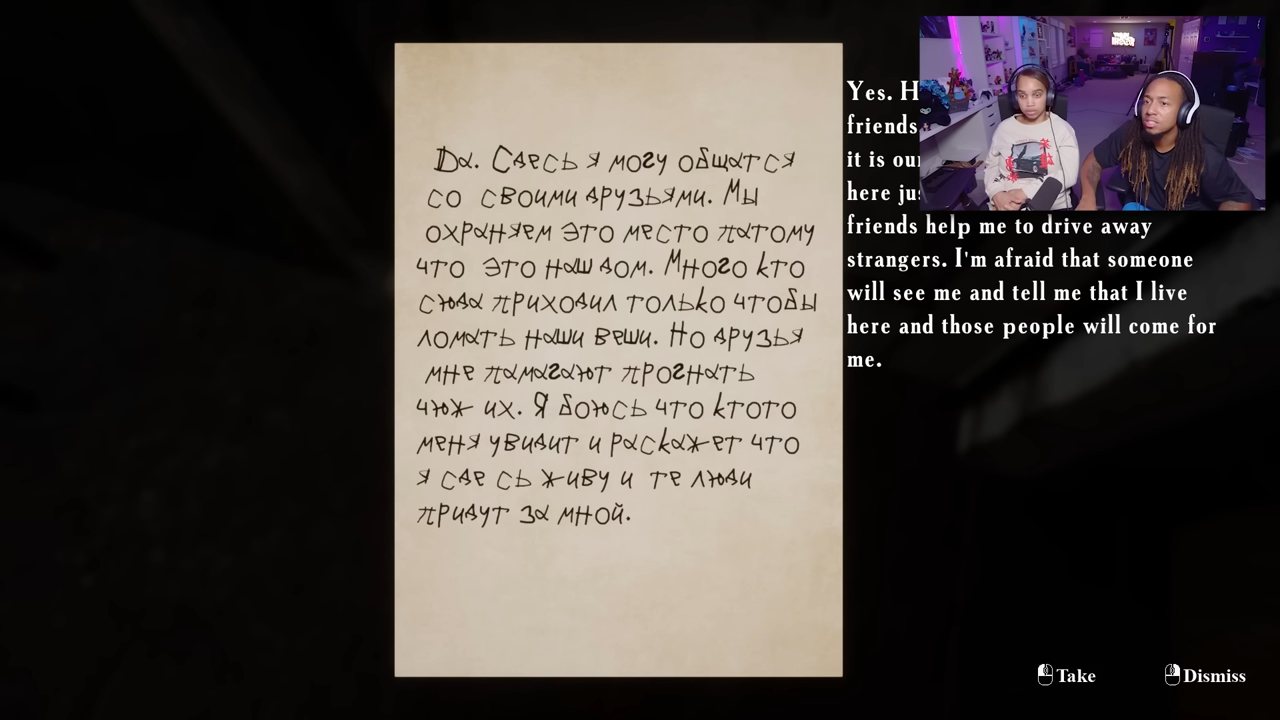 Да. Сдесь я могу общатся
со своими друзьями. Мы
охраняем это место патому
что это наш дом. Много кто
сюда приходил только чтобы
ломать наши веши. Но друзья
мне памагают прогнать
чюж их. Я боюсь что ктото
меня увидит и раскажет что
я сде сь живу и те люди
придут за мной.
Yes. H
friends
it is ou
here ju
friends help me to drive away
strangers. I'm afraid that someone
will see me and tell me that I live
here and those people will come for
me.
Take
Dismiss